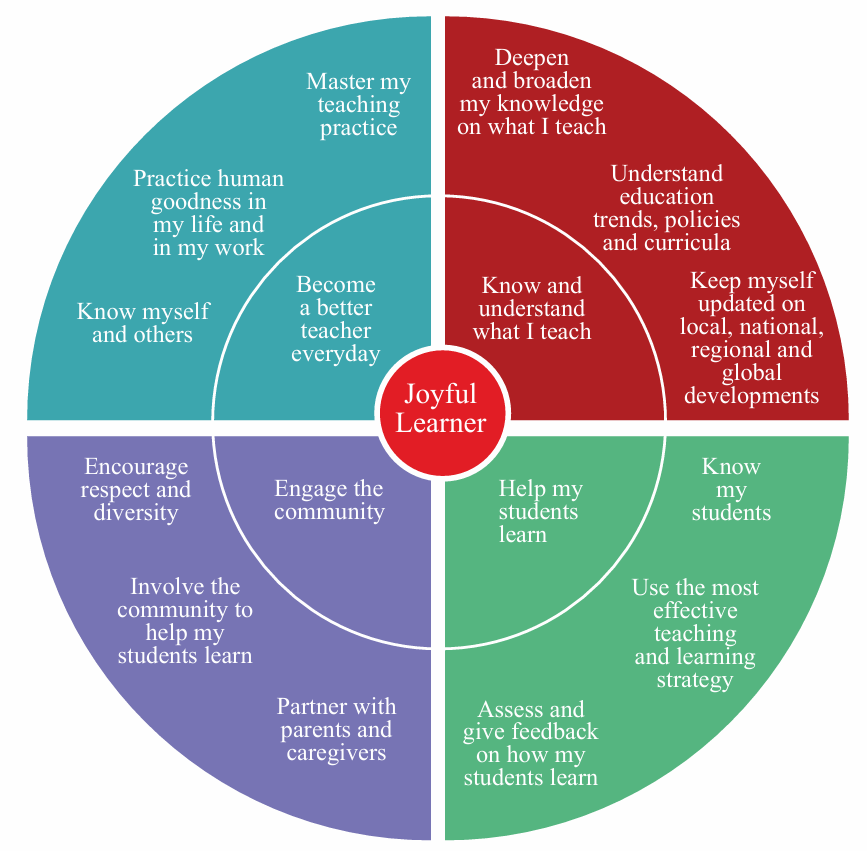 Master my
teaching
practice
Practice human
goodness in
my life and
in my work
Know myself
and others
Become
a better
teacher
everyday
Deepen
and broaden
my knowledge
on what I teach
Understand
education
trends, policies
and curricula
Keep myself
updated on
local, national,
regional and
global
developments
Know and
understand
what I teach
Joyful
Learner
Encourage
respect and
diversity
Involve the
community to
help my
students learn
Partner with
parents and
caregivers
Engage the
community
Help my
students
learn
Know
my
students
Use the most
effective
teaching
and learning
strategy
Assess and
give feedback
on how my
students learn